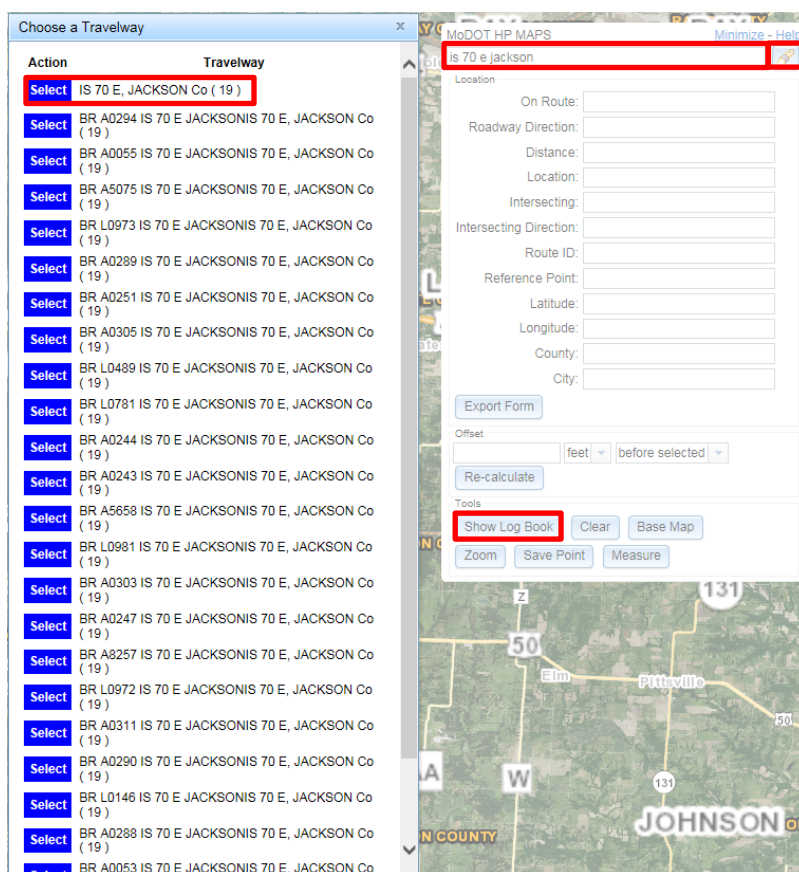 Choose a Travelway x
Action Travelway
Select IS 70 E, JACKSON Co ( 19 )
Select BR A0294 IS 70 E JACKSONIS 70 E, JACKSON Co
( 19 )
Select BR A0055 IS 70 E JACKSONIS 70 E, JACKSON Co
( 19 )
Select BR A5075 IS 70 E JACKSONIS 70 E, JACKSON Co
( 19 )
Select BR L0973 IS 70 E JACKSONIS 70 E, JACKSON Co
( 19 )
Select BR A0289 IS 70 E JACKSONIS 70 E, JACKSON Co
( 19 )
Select BR A0251 IS 70 E JACKSONIS 70 E, JACKSON Co
( 19 )
Select BR A0305 IS 70 E JACKSONIS 70 E, JACKSON Co
( 19 )
Select BR L0489 IS 70 E JACKSONIS 70 E, JACKSON Co
( 19 )
Select BR L0781 IS 70 E JACKSONIS 70 E, JACKSON Co
( 19 )
Select BR A0244 IS 70 E JACKSONIS 70 E, JACKSON Co
( 19 )
Select BR A0243 IS 70 E JACKSONIS 70 E, JACKSON Co
( 19 )
Select BR A5658 IS 70 E JACKSONIS 70 E, JACKSON Co
( 19 )
Select BR L0981 IS 70 E JACKSONIS 70 E, JACKSON Co
( 19 )
Select BR A0303 IS 70 E JACKSONIS 70 E, JACKSON Co
( 19 )
Select BR A0247 IS 70 E JACKSONIS 70 E, JACKSON Co
( 19 )
Select BR A8257 IS 70 E JACKSONIS 70 E, JACKSON Co
( 19 )
Select BR L0972 IS 70 E JACKSONIS 70 E, JACKSON Co
( 19 )
Select BR A0311 IS 70 E JACKSONIS 70 E, JACKSON Co
( 19 )
Select BR A0290 IS 70 E JACKSONIS 70 E, JACKSON Co
( 19 )
Select BR L0146 IS 70 E JACKSONIS 70 E, JACKSON Co
( 19 )
Select BR A0288 IS 70 E JACKSONIS 70 E, JACKSON Co
( 19 )
BR A0053 IS 70 E JACKSONIS 70 E, JACKSON Co
MoDOT HP MAPS Minimize - Help
is 70 e jackson
Location
On Route:
Roadway Direction:
Distance:
Location:
Intersecting:
Intersecting Direction:
Route ID:
Reference Point:
Latitude:
Longitude:
County:
City:
Export Form
Offset
feet before selected
Re-calculate
Tools
Show Log Book Clear Base Map
Zoom Save Point Measure
131
Z
50
Elm
Pittsville
50
A
W
131
JOHNSON
N COUNTY